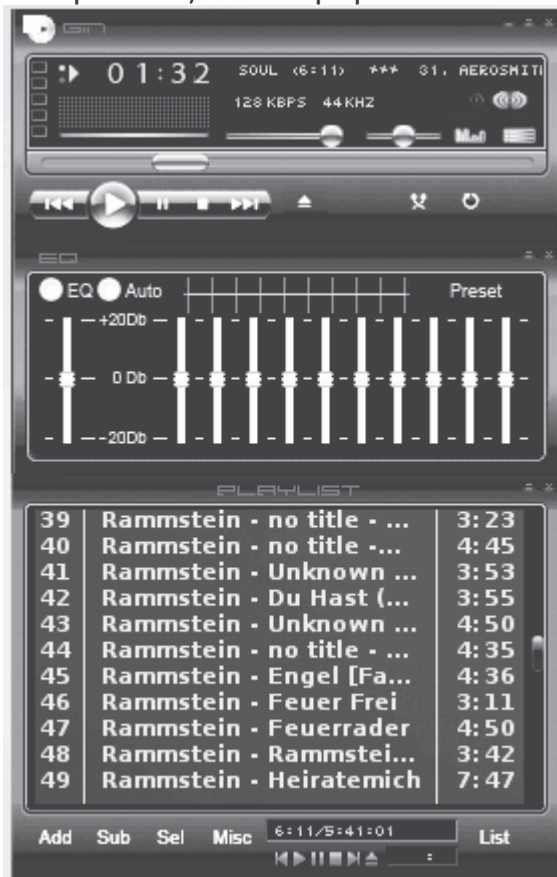 Gin
01:32 SOUL (6:11) *** 31. AEROSMITH
128 KBPS 44 KHZ
EQ
EQ Auto Preset
+20Db
0 Db
-20Db
PLAYLIST
39 Rammstein - no title - ... 3:23
40 Rammstein - no title -... 4:45
41 Rammstein - Unknown ... 3:53
42 Rammstein - Du Hast (... 3:55
43 Rammstein - Unknown ... 4:50
44 Rammstein - no title - ... 4:35
45 Rammstein - Engel [Fa... 4:36
46 Rammstein - Feuer Frei 3:11
47 Rammstein - Feuerrader 4:50
48 Rammstein - Rammstei... 3:42
49 Rammstein - Heiratemich 7:47
Add Sub Sel Misc 6:11/5:41:01 List